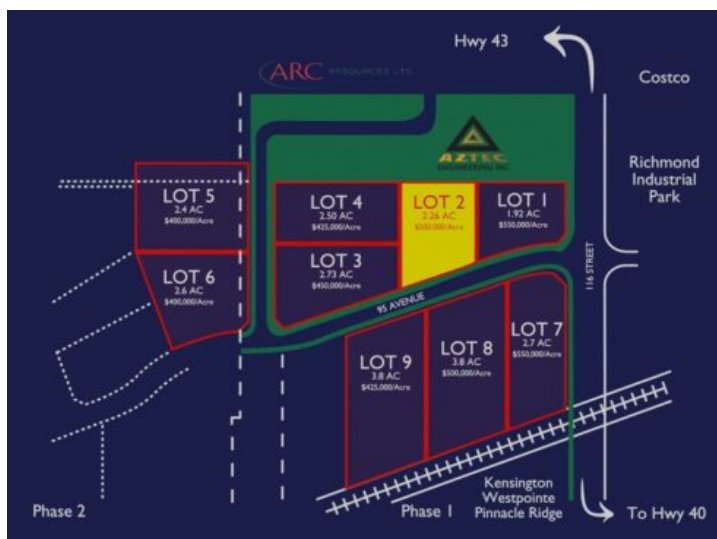 Hwy 43
ARC RESOURCES LTD.
Costco
AZTEC
ENGINEERING INC.
Richmond
Industrial
Park
LOT 5
2.4 AC
$400,000/Acre
LOT 4
2.50 AC
$425,000/Acre
LOT 2
2.26 AC
LOT 1
1.92 AC
$550,000/Acre
LOT 6
2.6 AC
$400,000/Acre
LOT 3
2.73 AC
$450,000/Acre
116 STREET
95 AVENUE
LOT 7
2.7 AC
$550,000/Acre
LOT 8
3.8 AC
$500,000/Acre
LOT 9
3.8 AC
$425,000/Acre
Phase 2
Phase 1
Kensington
Westpointe
Pinnacle Ridge
To Hwy 40